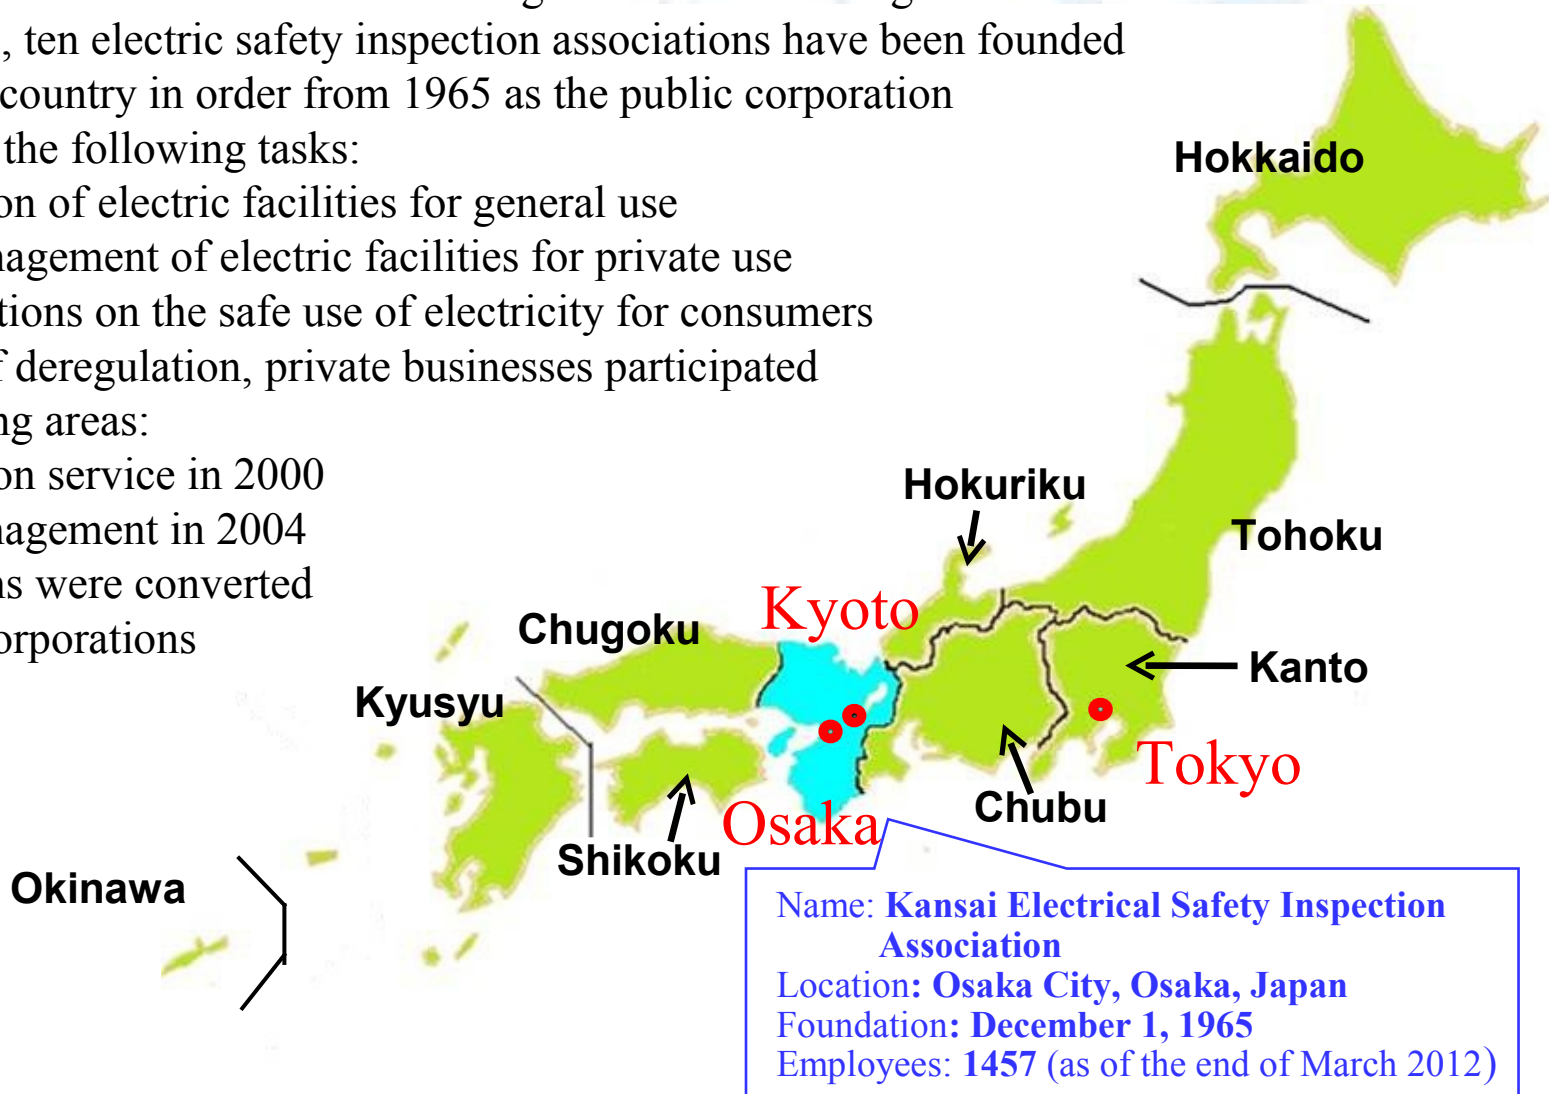 , ten electric safety inspection associations have been founded
country in order from 1965 as the public corporation
the following tasks:
on of electric facilities for general use
nagement of electric facilities for private use
tions on the safe use of electricity for consumers
f deregulation, private businesses participated
ng areas:
on service in 2000
nagement in 2004
ns were converted
orporations
Hokkaido
Hokuriku
Tohoku
Kyoto
Chugoku
Kanto
Kyusyu
Tokyo
Chubu
Osaka
Shikoku
Okinawa
Name: Kansai Electrical Safety Inspection
Association
Location: Osaka City, Osaka, Japan
Foundation: December 1, 1965
Employees: 1457 (as of the end of March 2012)